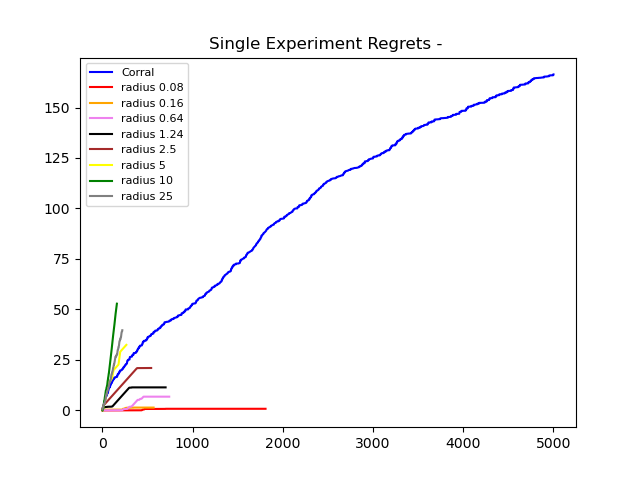 Single Experiment Regrets -
Corral
radius 0.08
radius 0.16
radius 0.64
radius 1.24
radius 2.5
radius 5
radius 10
radius 25
150
125
100
75
50
25
0
0 1000 2000 3000 4000 5000